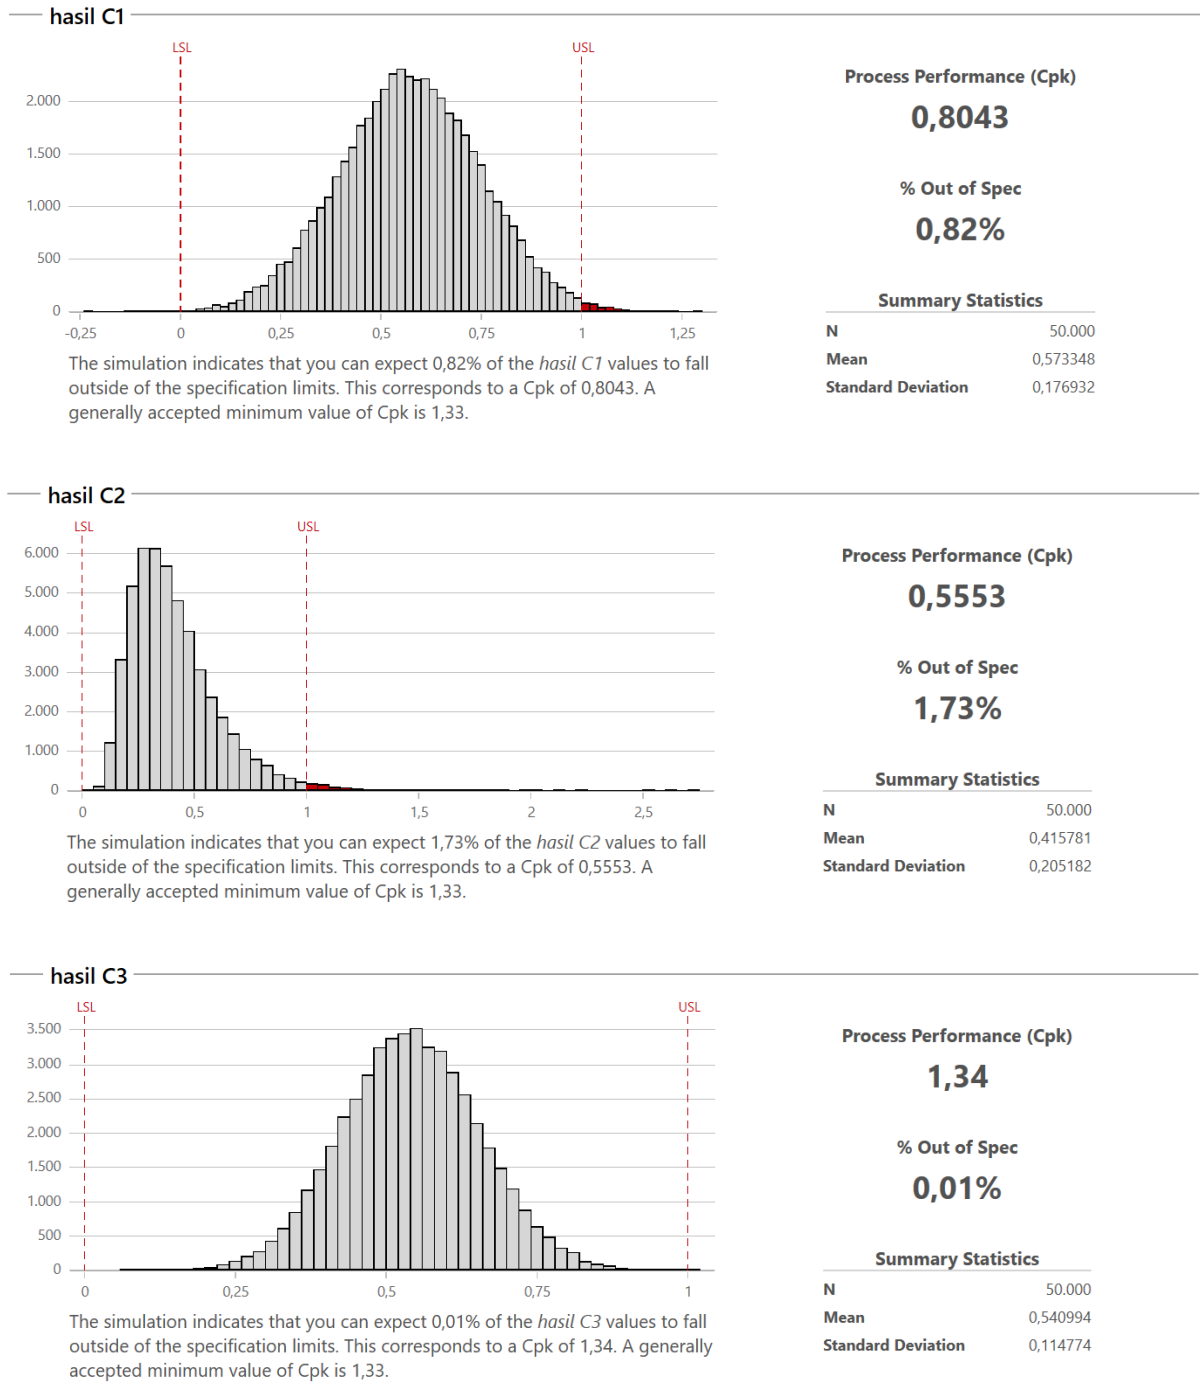 hasil C1
LSL
USL
2.000
1.500
1.000
500
0
-0,25
0
0,25
0,5
0,75
1
1,25
The simulation indicates that you can expect 0,82% of the hasil C1 values to fall
outside of the specification limits. This corresponds to a Cpk of 0,8043. A
generally accepted minimum value of Cpk is 1,33.
Process Performance (Cpk)
0,8043
% Out of Spec
0,82%
Summary Statistics
N 50.000
Mean 0,573348
Standard Deviation 0,176932
hasil C2
LSL
USL
6.000
5.000
4.000
3.000
2.000
1.000
0
0
0,5
1
1,5
2
2,5
The simulation indicates that you can expect 1,73% of the hasil C2 values to fall
outside of the specification limits. This corresponds to a Cpk of 0,5553. A
generally accepted minimum value of Cpk is 1,33.
Process Performance (Cpk)
0,5553
% Out of Spec
1,73%
Summary Statistics
N 50.000
Mean 0,415781
Standard Deviation 0,205182
hasil C3
LSL
USL
3.500
3.000
2.500
2.000
1.500
1.000
500
0
0
0,25
0,5
0,75
1
The simulation indicates that you can expect 0,01% of the hasil C3 values to fall
outside of the specification limits. This corresponds to a Cpk of 1,34. A generally
accepted minimum value of Cpk is 1,33.
Process Performance (Cpk)
1,34
% Out of Spec
0,01%
Summary Statistics
N 50.000
Mean 0,540994
Standard Deviation 0,114774